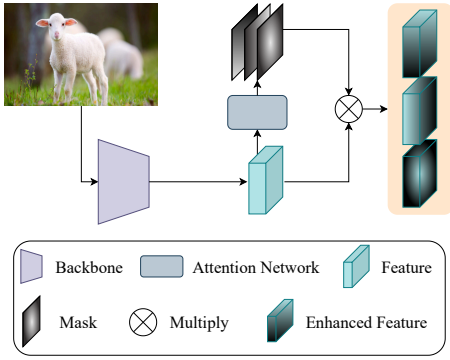 Backbone
Attention Network
Feature
Mask
Multiply
Enhanced Feature